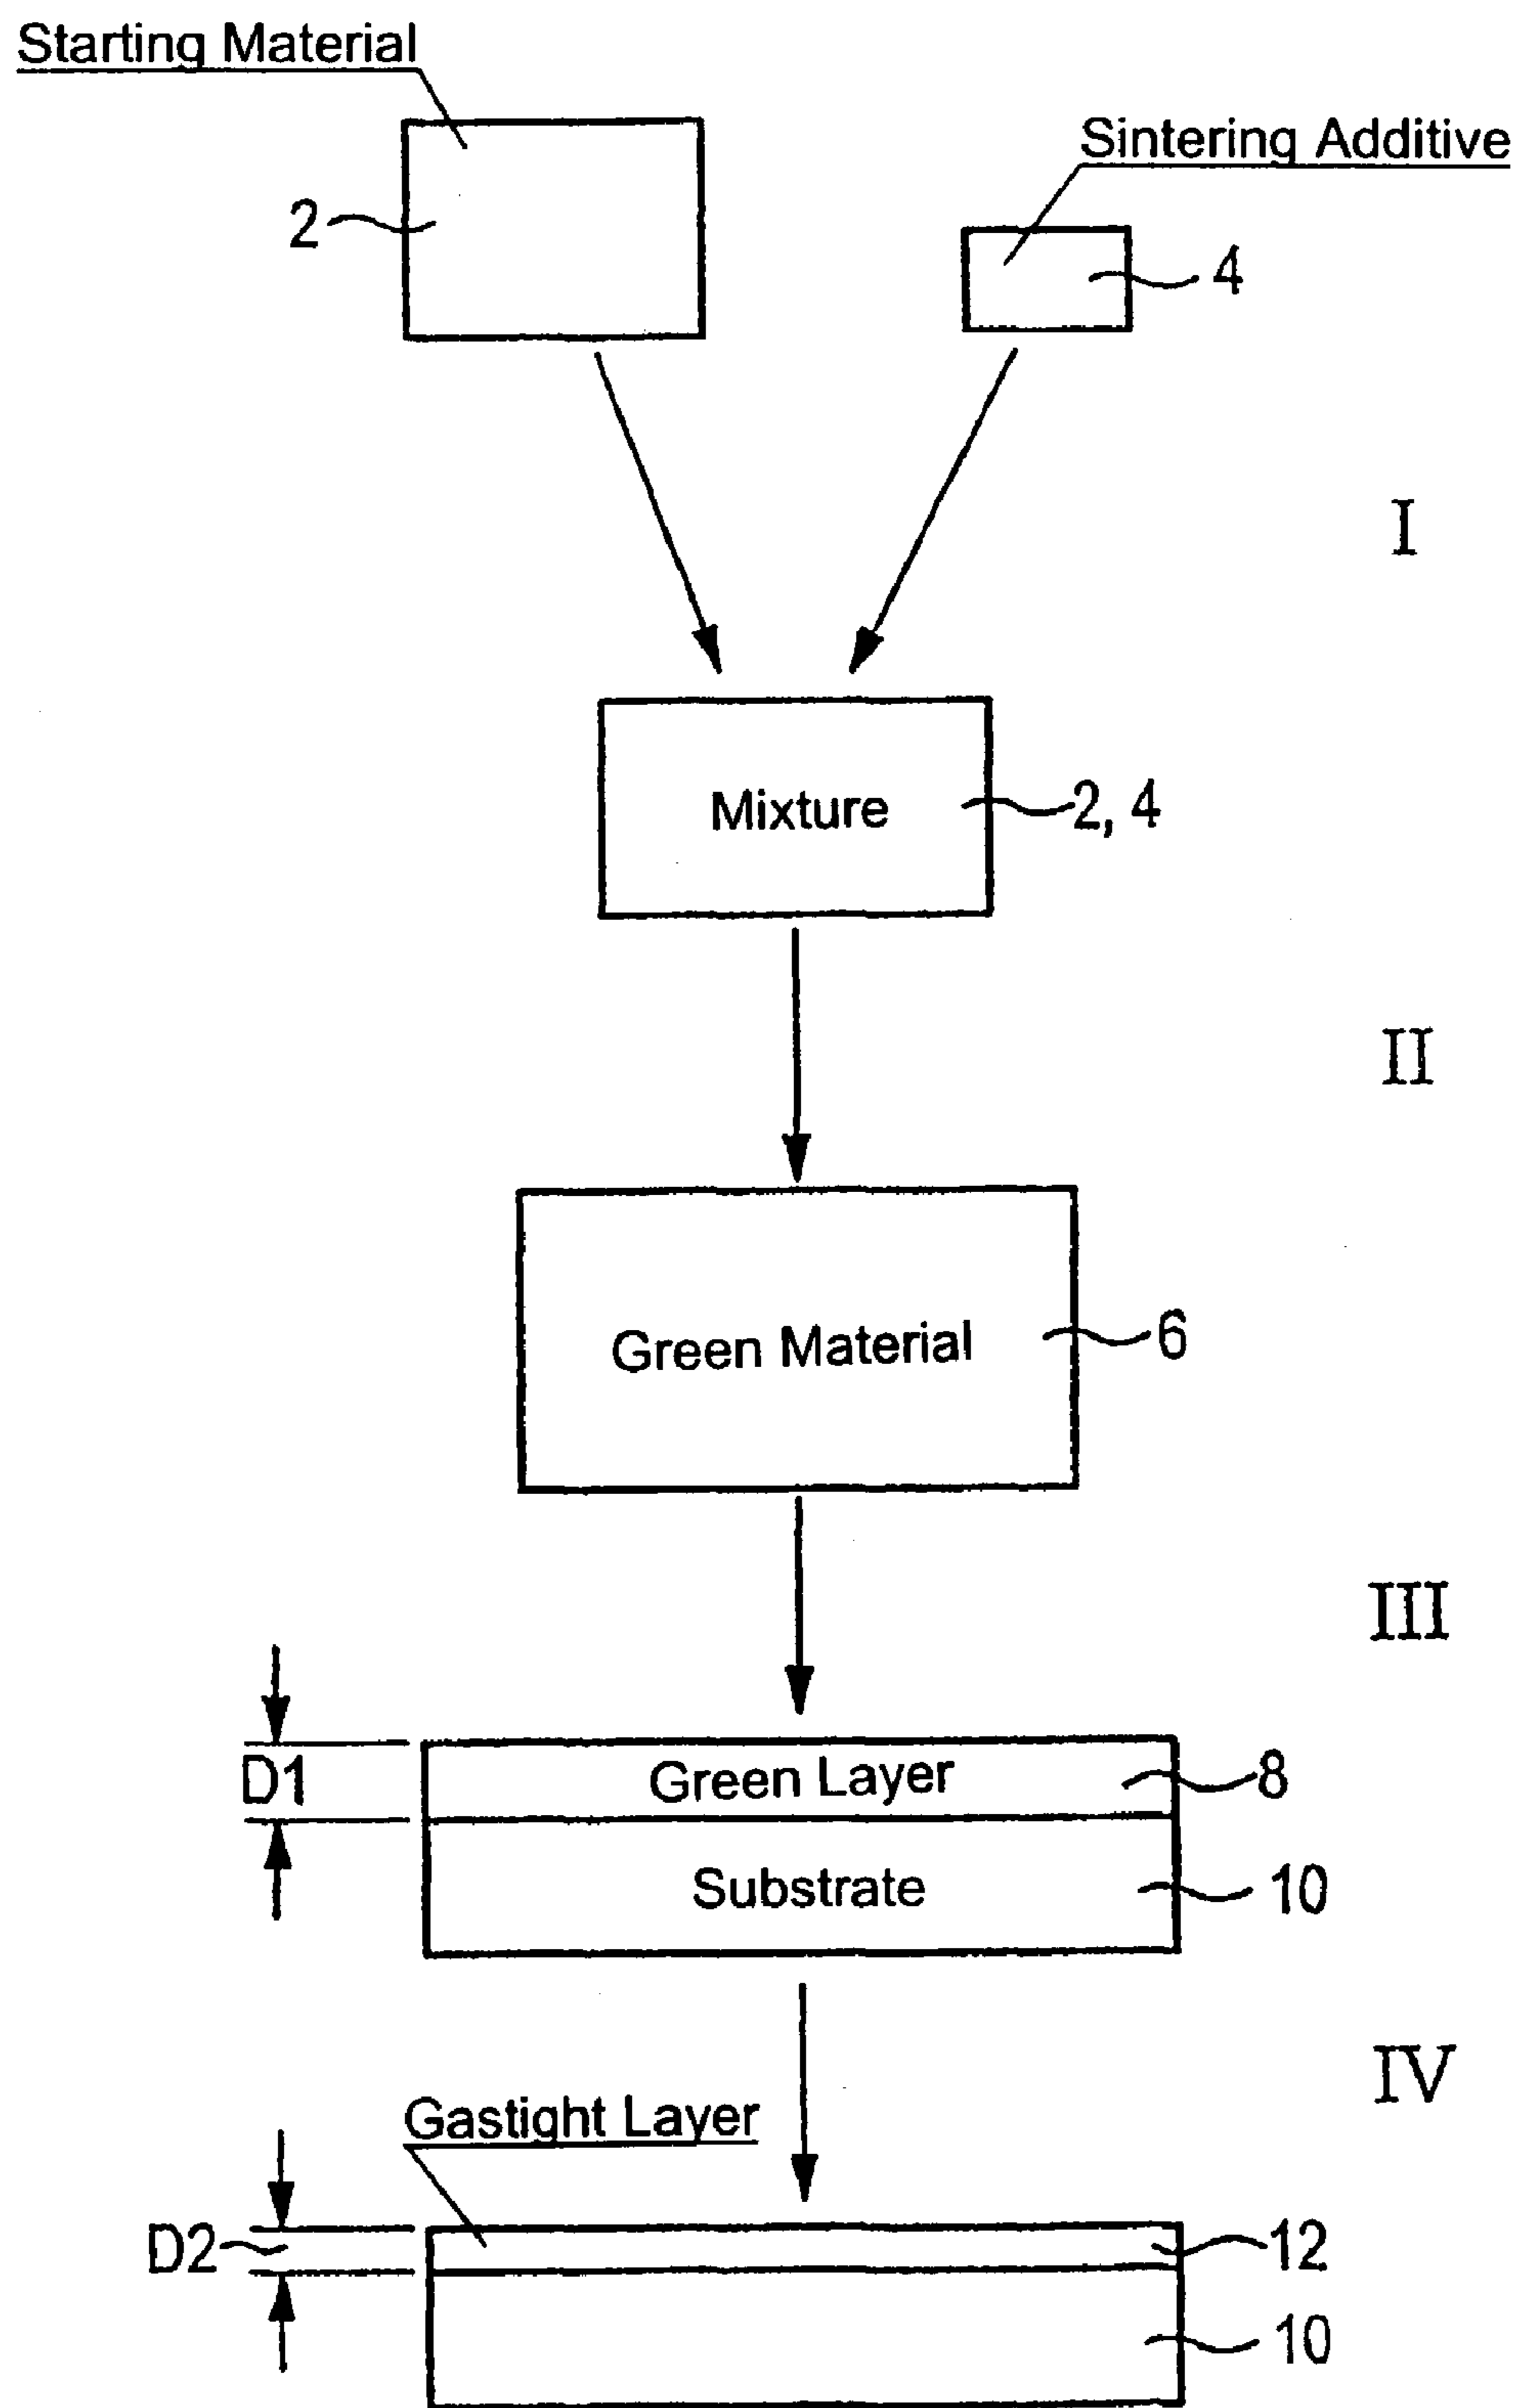 Starting Material
Sintering Additive
2
4
I
Mixture
2, 4
II
Green Material
6
III
D1
Green Layer
8
Substrate
10
IV
Gastight Layer
D2
12
10